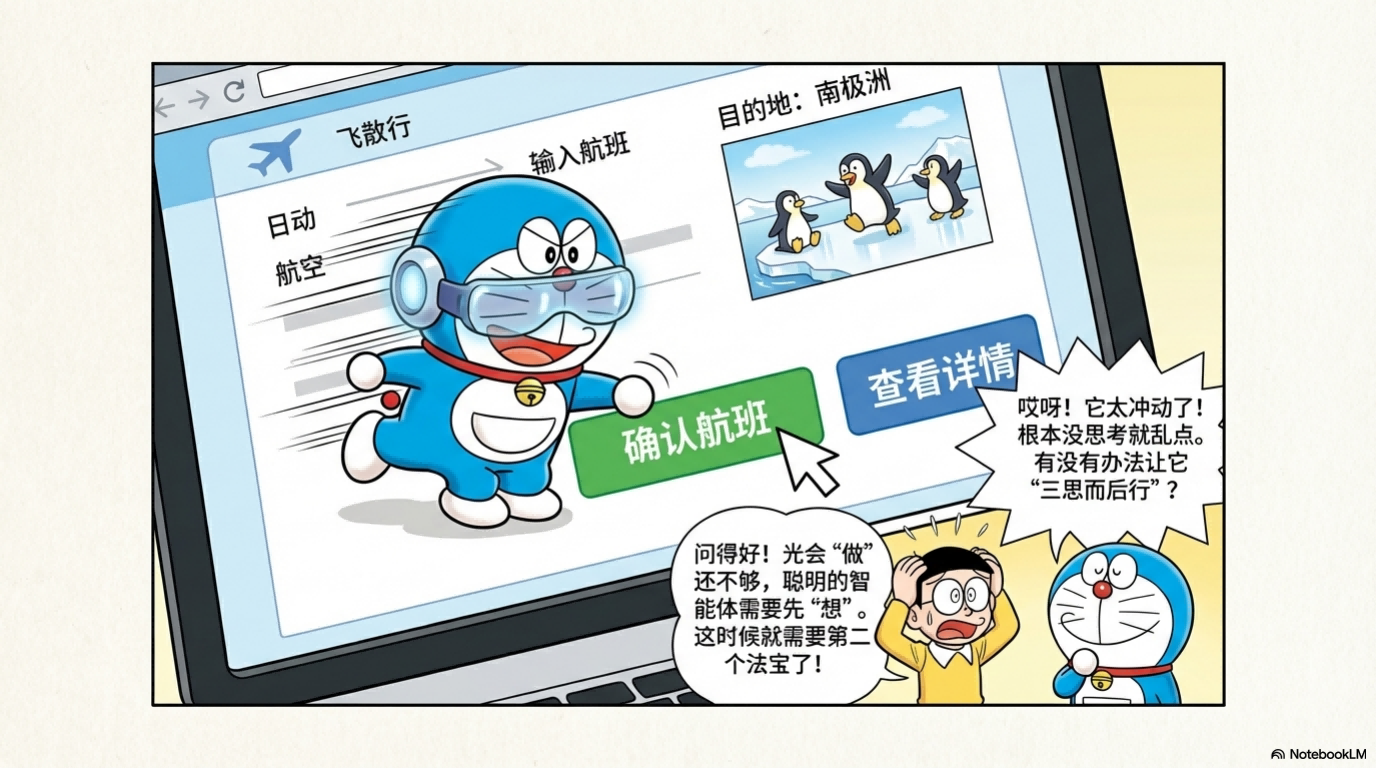 飞散行
输入航班
日动
航空
目的地：南极洲
确认航班
查看详情
哎呀！它太冲动了！
根本没思考就乱点。
有没有办法让它
“三思而后行”？
问得好！光会“做”
还不够，聪明的智
能体需要先“想”。
这时候就需要第二
个法宝了！
NotebookLM